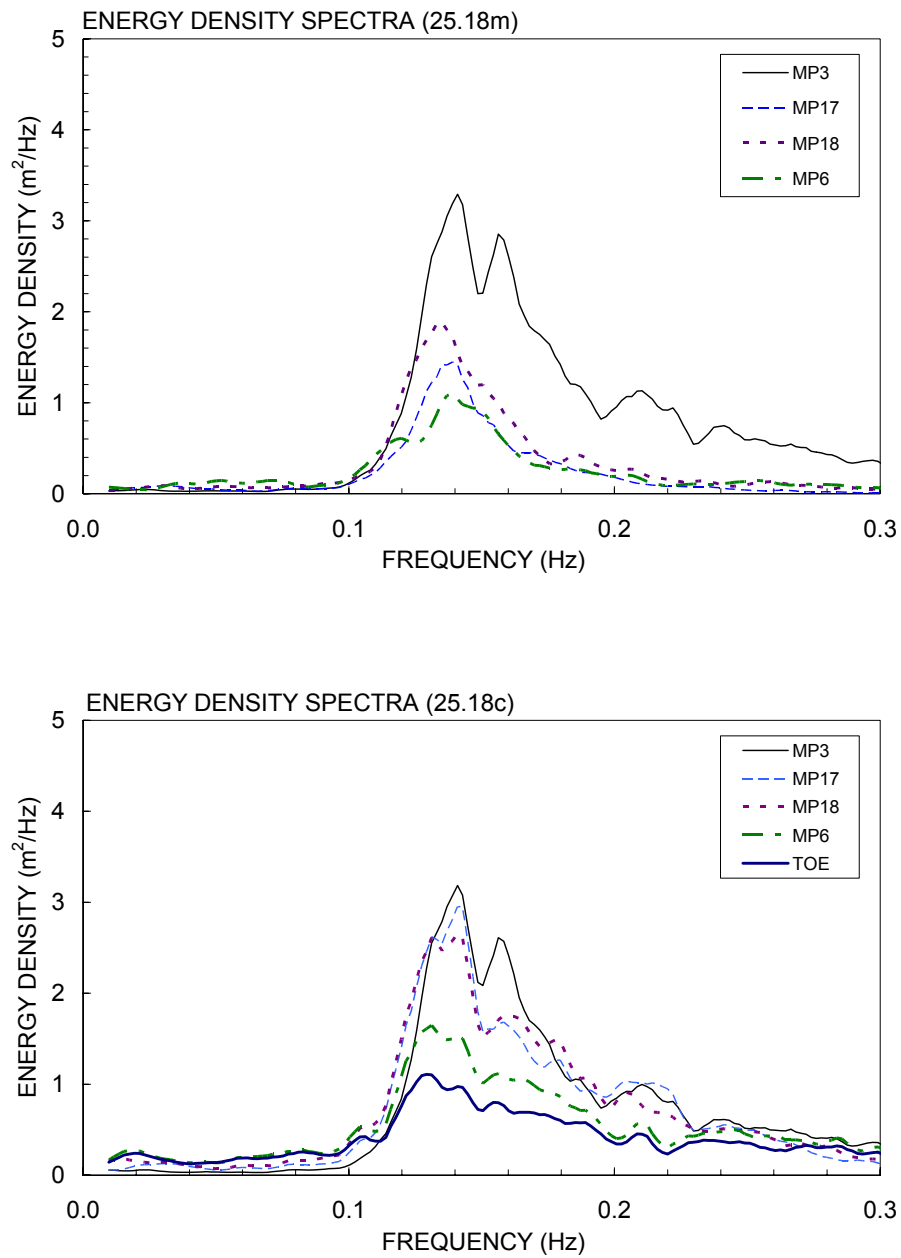 ENERGY DENSITY SPECTRA (25.18m)
5
4
3
2
1
0
ENERGY DENSITY (m²/Hz)
MP3
MP17
MP18
MP6
0.0
0.1
0.2
0.3
FREQUENCY (Hz)
ENERGY DENSITY SPECTRA (25.18c)
5
4
3
2
1
0
ENERGY DENSITY (m²/Hz)
MP3
MP17
MP18
MP6
TOE
0.0
0.1
0.2
0.3
FREQUENCY (Hz)